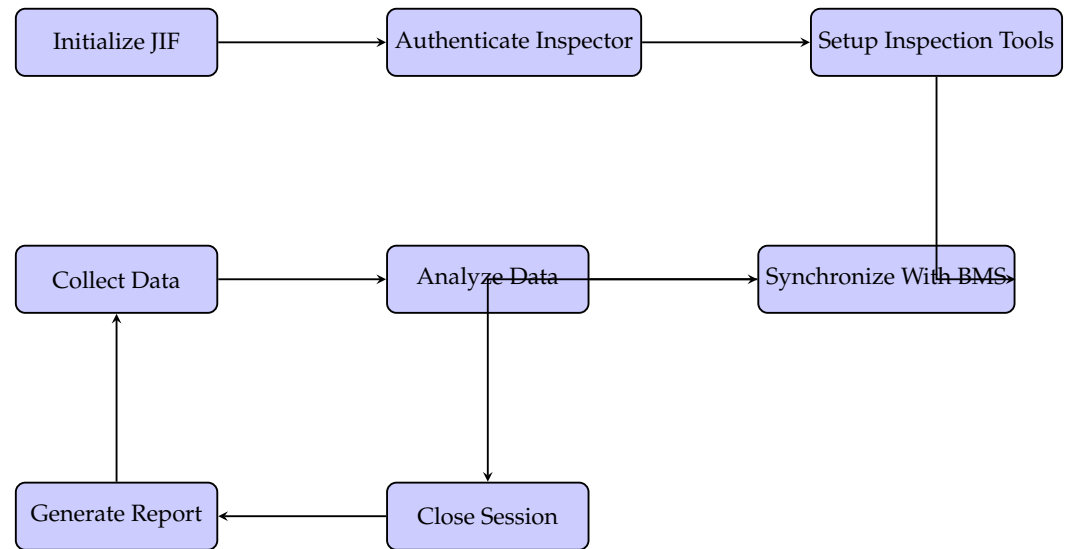 Initialize JIF
Authenticate Inspector
Setup Inspection Tools
Collect Data
Analyze Data
Synchronize With BMS
Generate Report
Close Session